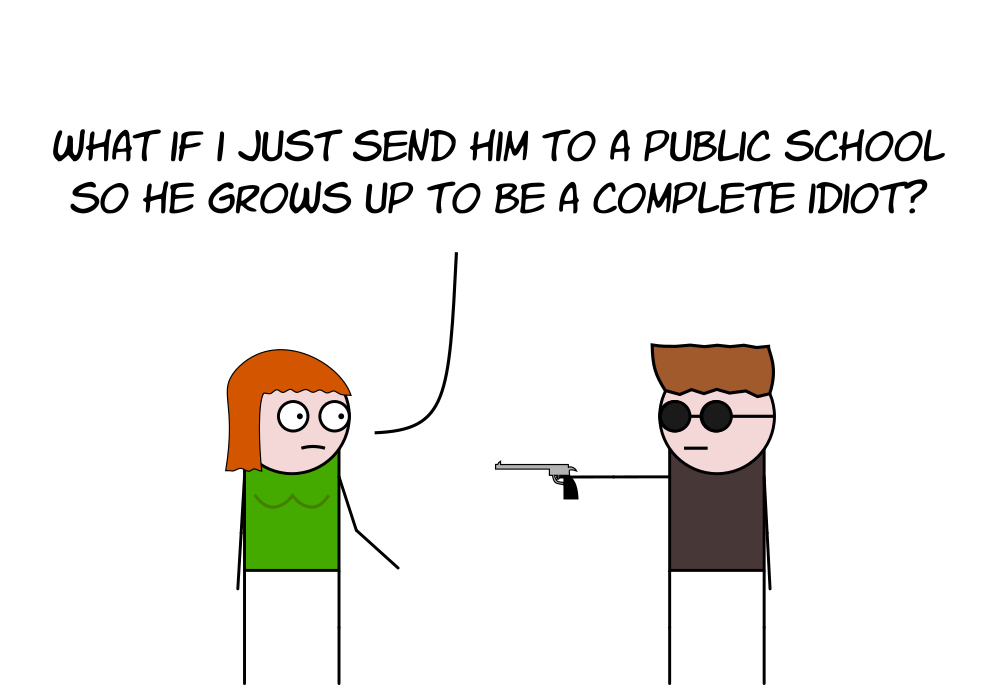 WHAT IF I JUST SEND HIM TO A PUBLIC SCHOOL
SO HE GROWS UP TO BE A COMPLETE IDIOT?